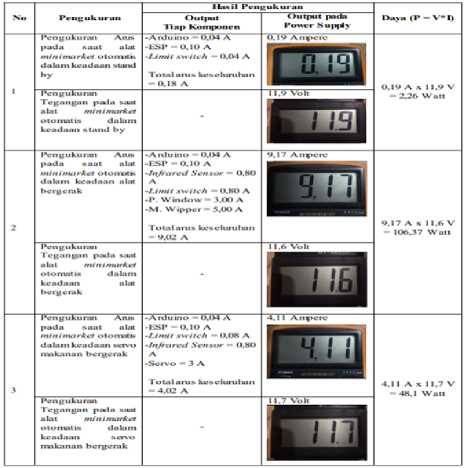 No
Pengukuran
Hasil Pengukuran
Output
Tiap Komponen
Output pada
Power Supply
Daya (P = V*I)
1
Pengukuran Arus
pada saat alat
minimarket otomatis
dalam keadaan stand
by
-Arduino = 0,04 A
-ESP = 0,10 A
-Limit switch = 0,04 A
Total arus keseluruhan
= 0,18 A
0,19 Ampere
0.19
0,19 A x 11,9 V
= 2,26 Watt
Pengukuran
Tegangan pada saat
alat minimarket
otomatis dalam
keadaan stand by
-
11,9 Volt
11.9
2
Pengukuran Arus
pada saat alat
minimarket otomatis
dalam keadaan alat
bergerak
-Arduino = 0,04 A
-ESP = 0,10 A
-Infrared Sensor = 0,80
A
-Limit switch = 0,80 A
-P. Window = 3,00 A
-M. Wipper = 5,00 A
Total arus keseluruhan
= 9,02 A
9,17 Ampere
9.17
9,17 A x 11,6 V
= 106,37 Watt
Pengukuran
Tegangan pada saat
alat minimarket
otomatis dalam
keadaan alat
bergerak
-
11,6 Volt
11.6
3
Pengukuran Arus
pada saat alat
minimarket otomatis
dalam keadaan servo
makanan bergerak
-Arduino = 0,04 A
-ESP = 0,10 A
-Limit switch = 0,08 A
-Infrared Sensor = 0,80
A
-Servo = 3 A
Total arus keseluruhan
= 4,02 A
4,11 Ampere
4.11
4,11 A x 11,7 V
= 48,1 Watt
Pengukuran
Tegangan pada saat
alat minimarket
otomatis dalam
keadaan servo
makanan bergerak
-
11,7 Volt
11.7